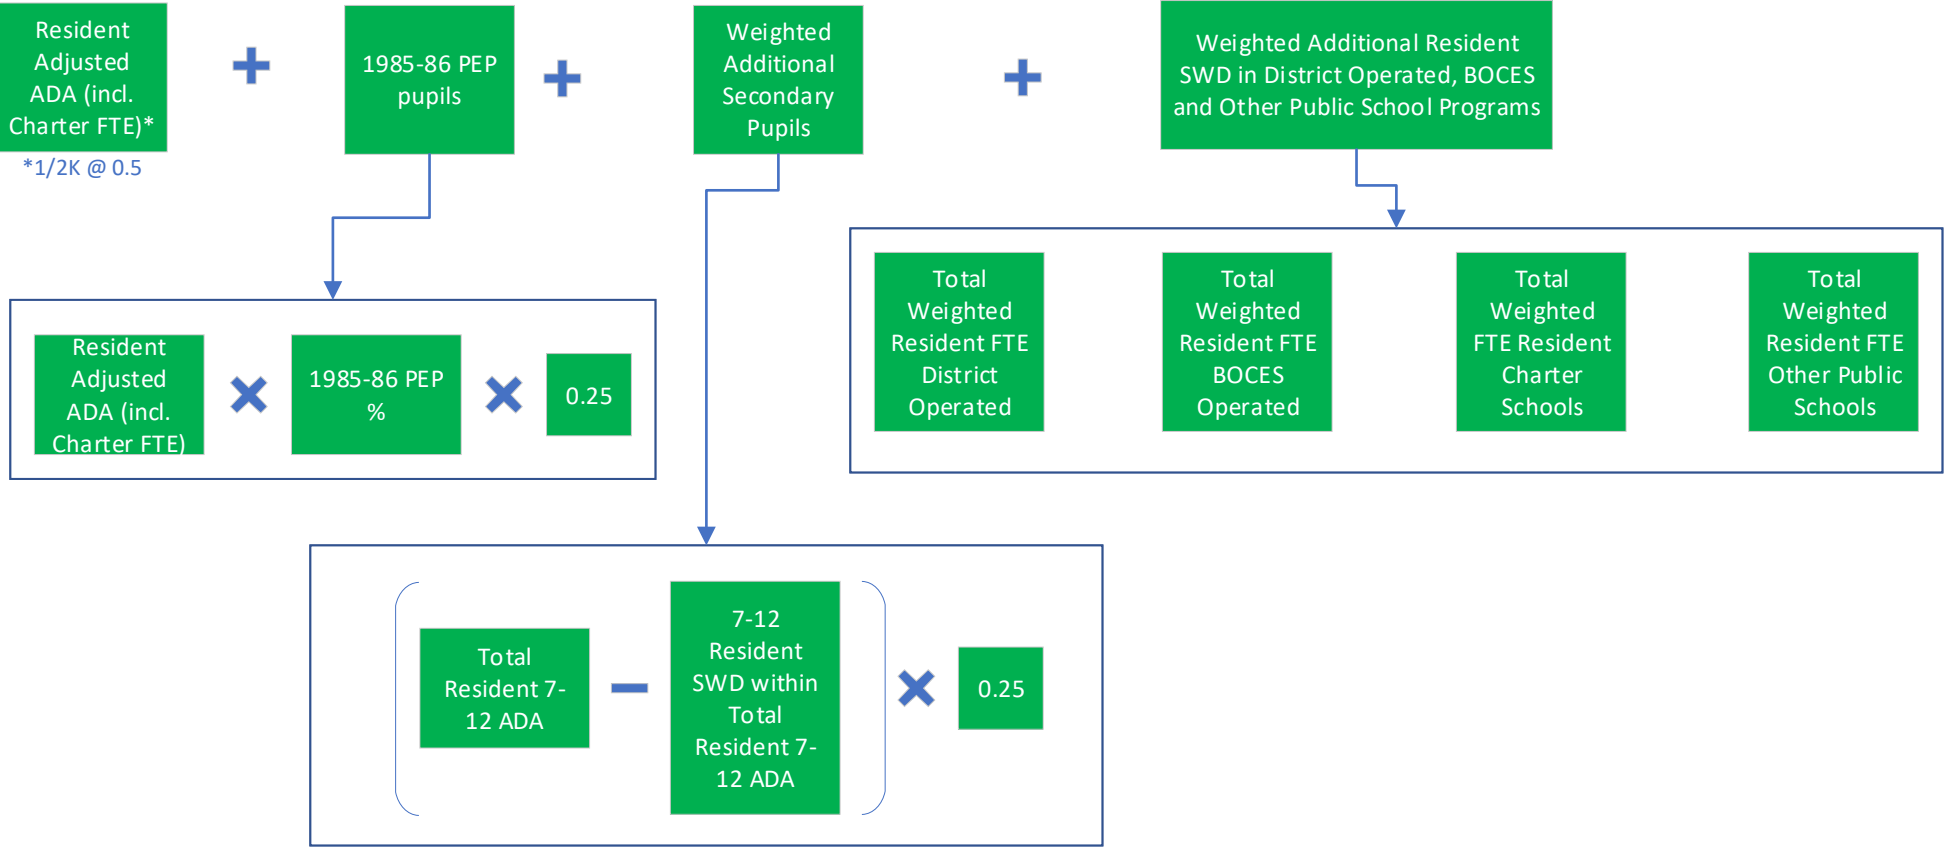 Resident
Adjusted
ADA (incl.
Charter FTE)*
*1/2K @ 0.5
1985-86 PEP
pupils
Weighted
Additional
Secondary
Pupils
Weighted Additional Resident
SWD in District Operated, BOCES
and Other Public School Programs
Resident
Adjusted
ADA (incl.
Charter FTE)
1985-86 PEP
%
0.25
Total
Weighted
Resident FTE
District
Operated
Total
Weighted
Resident FTE
BOCES
Operated
Total
Weighted
FTE Resident
Charter
Schools
Total
Weighted
Resident FTE
Other Public
Schools
Total
Resident 7-
12 ADA
7-12
Resident
SWD within
Total
Resident 7-
12 ADA
0.25